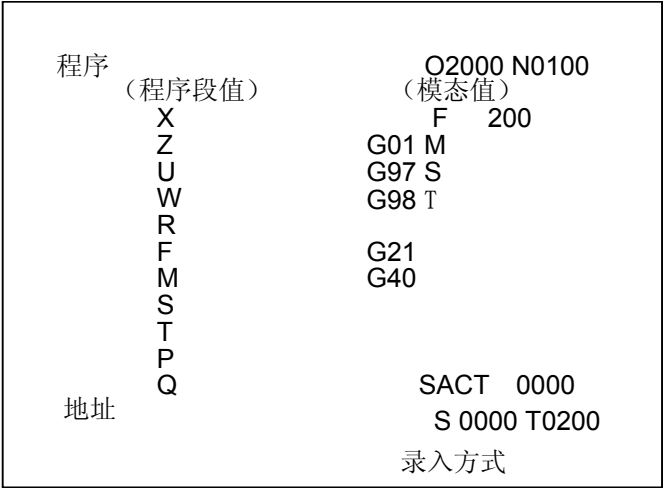 程序 O2000 N0100
（程序段值） （模态值）
X F 200
Z G01 M
U G97 S
W G98 T
R
F G21
M G40
S
T
P
Q SACT 0000
地址 S 0000 T0200
录入方式